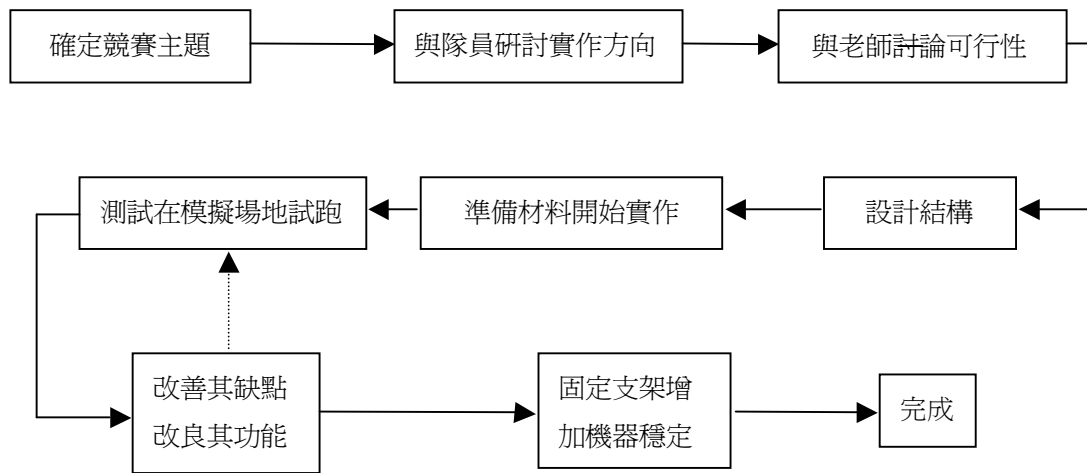 確定競賽主題
與隊員研討實作方向
與老師討論可行性
設計結構
準備材料開始實作
測試在模擬場地試跑
改善其缺點
改良其功能
固定支架增
加機器穩定
完成